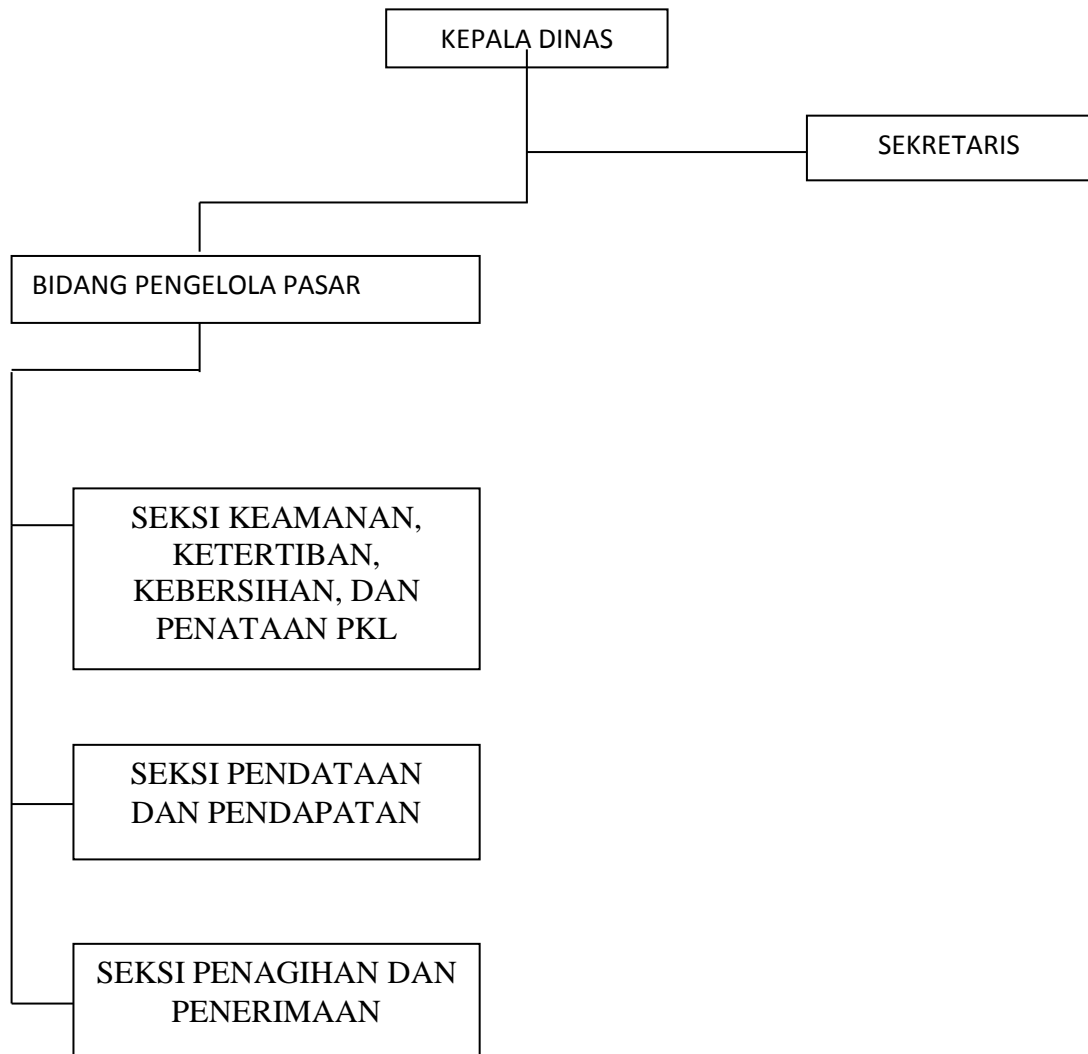 KEPALA DINAS
SEKRETARIS
BIDANG PENGELOLA PASAR
SEKSI KEAMANAN,
KETERTIBAN,
KEBERSIHAN, DAN
PENATAAN PKL
SEKSI PENDATAAN
DAN PENDAPATAN
SEKSI PENAGIHAN DAN
PENERIMAAN